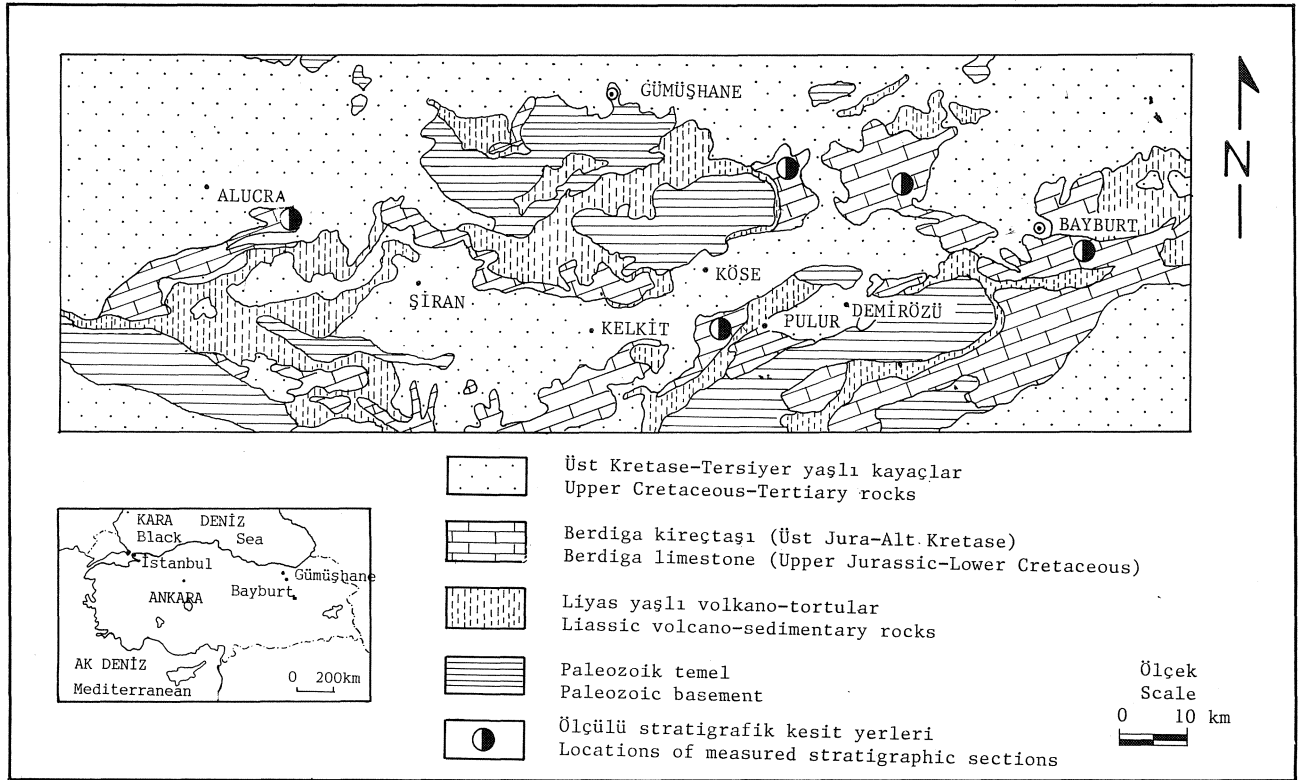 GÜMÜŞHANE
N
ALUCRA
BAYBURT
KÖSE
ŞİRAN
DEMİRÖZÜ
PULUR
KELKİT
Üst Kretase-Tersiyer yaşlı kayaçlar
Upper Cretaceous-Tertiary rocks
Berdiga kireçtaşı (Üst Jura-Alt Kretase)
Berdiga limestone (Upper Jurassic-Lower Cretaceous)
Liyas yaşlı volkano-tortular
Liassic volcano-sedimentary rocks
Paleozoik temel
Paleozoic basement
Ölçülü stratigrafik kesit yerleri
Locations of measured stratigraphic sections
KARA DENİZ
Black Sea
İstanbul
Gümüşhane
Bayburt
ANKARA
AK DENİZ
Mediterranean
0 200km
Ölçek
Scale
0 10 km